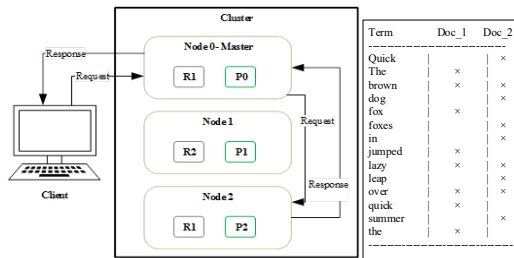 Cluster
Node 0 - Master
R1 P0
Response
Request
Node 1
R2 P1
Request
Node 2
R1 P2
Response
Client
Term Doc_1 Doc_2
------------------------------------------------
Quick | | ×
The | × |
brown | × | ×
dog | | ×
fox | × |
foxes | | ×
in | | ×
jumped | × |
lazy | × | ×
leap | | ×
over | × | ×
quick | × |
summer | | ×
the | × |
------------------------------------------------